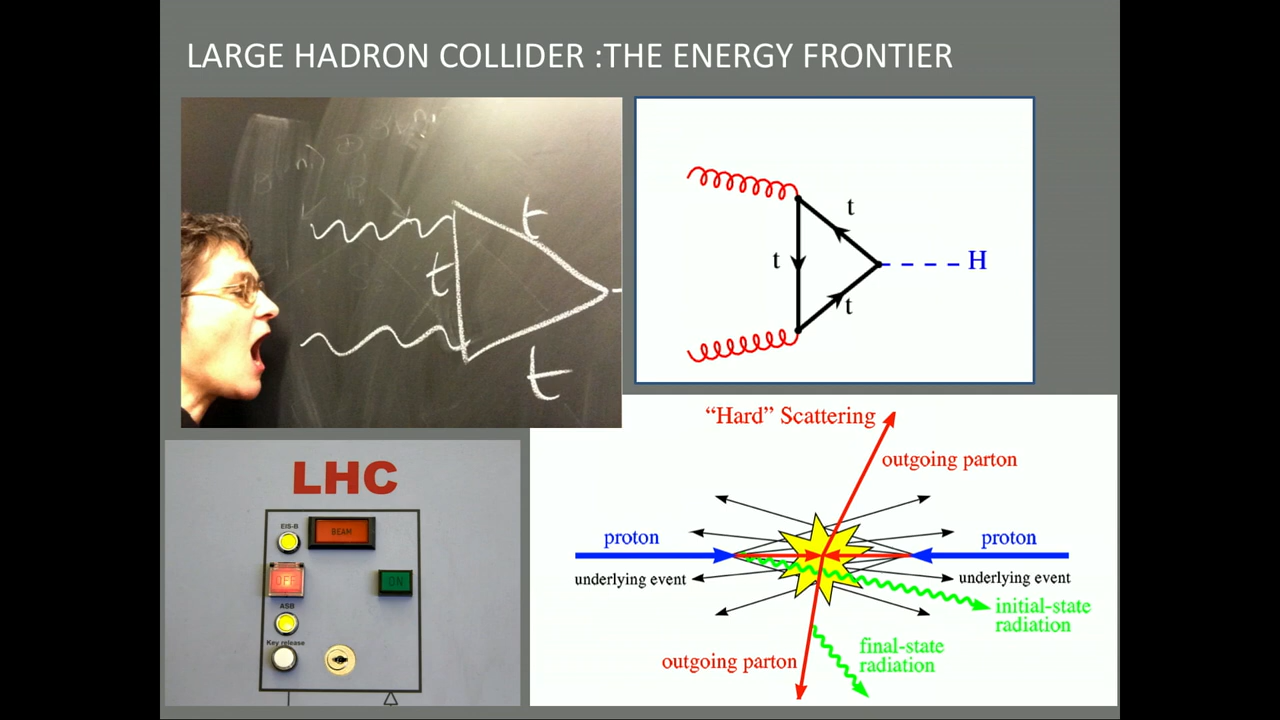 LARGE HADRON COLLIDER :THE ENERGY FRONTIER
t
t
t
t
t
t
H
LHC
EIS-B
BEAM
OFF
ON
ASB
Key release
“Hard” Scattering
outgoing parton
proton
proton
underlying event
underlying event
initial-state
radiation
outgoing parton
final-state
radiation